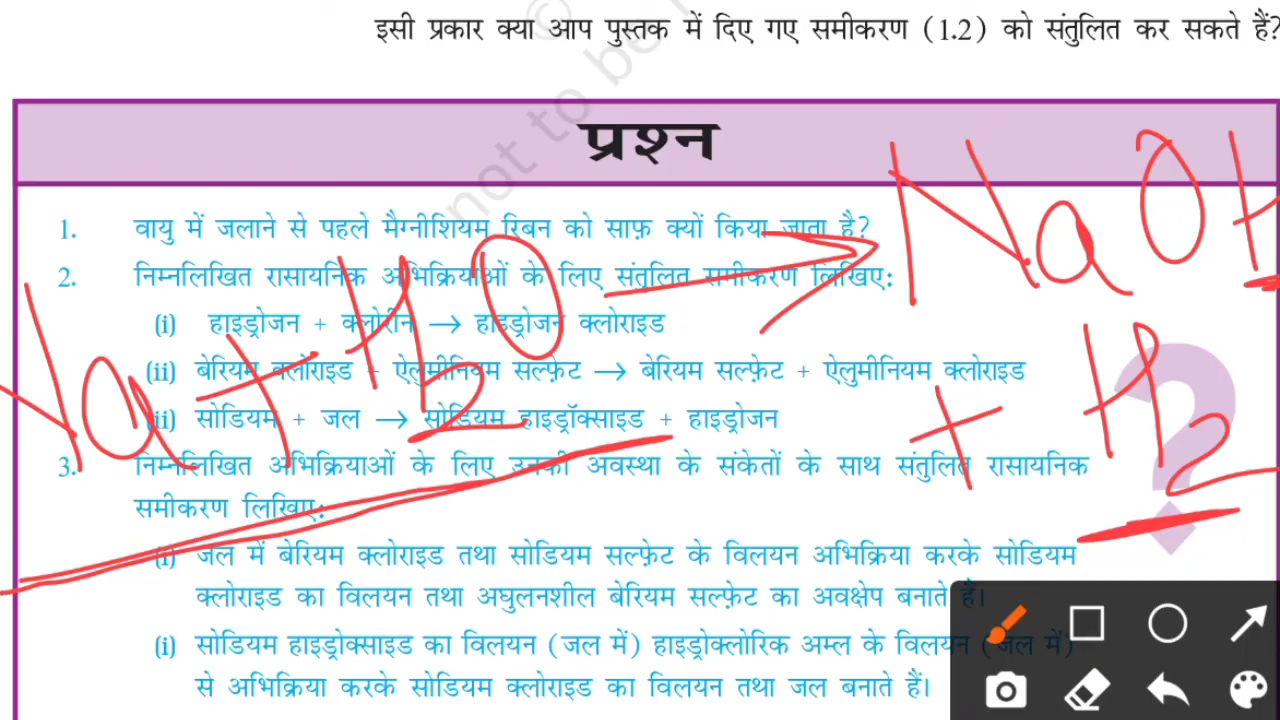 इसी प्रकार क्या आप पुस्तक में दिए गए समीकरण (1.2) को संतुलित कर सकते हैं?
not to be
प्रश्न
1. वायु में जलाने से पहले मैग्नीशियम रिबन को साफ़ क्यों किया जाता है?
2. निम्नलिखित रासायनिक अभिक्रियाओं के लिए संतुलित समीकरण लिखिए:
(i) हाइड्रोजन + क्लोरीन → हाइड्रोजन क्लोराइड
(ii) बेरियम क्लोराइड + ऐलुमीनियम सल्फ़ेट → बेरियम सल्फ़ेट + ऐलुमीनियम क्लोराइड
(ii) सोडियम + जल → सोडियम हाइड्रॉक्साइड + हाइड्रोजन
Na + H2O → NaOH
+ H2
3. निम्नलिखित अभिक्रियाओं के लिए उनकी अवस्था के संकेतों के साथ संतुलित रासायनिक
समीकरण लिखिए:
(i) जल में बेरियम क्लोराइड तथा सोडियम सल्फ़ेट के विलयन अभिक्रिया करके सोडियम
क्लोराइड का विलयन तथा अघुलनशील बेरियम सल्फ़ेट का अवक्षेप बनाते हैं।
(i) सोडियम हाइड्रोक्साइड का विलयन (जल में) हाइड्रोक्लोरिक अम्ल के विलयन (जल में)
से अभिक्रिया करके सोडियम क्लोराइड का विलयन तथा जल बनाते हैं।
?